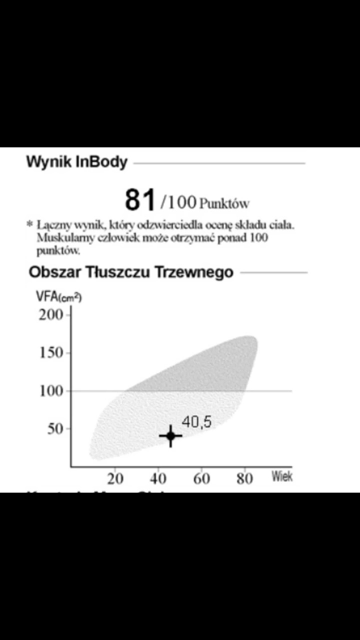 Wynik InBody
81 /100 Punktów
* Łączny wynik, który odzwierciedla ocenę składu ciała.
Muskularny człowiek może otrzymać ponad 100
punktów.
Obszar Tłuszczu Trzewnego
VFA(cm²)
200
150
100
50
40,5
20 40 60 80 Wiek